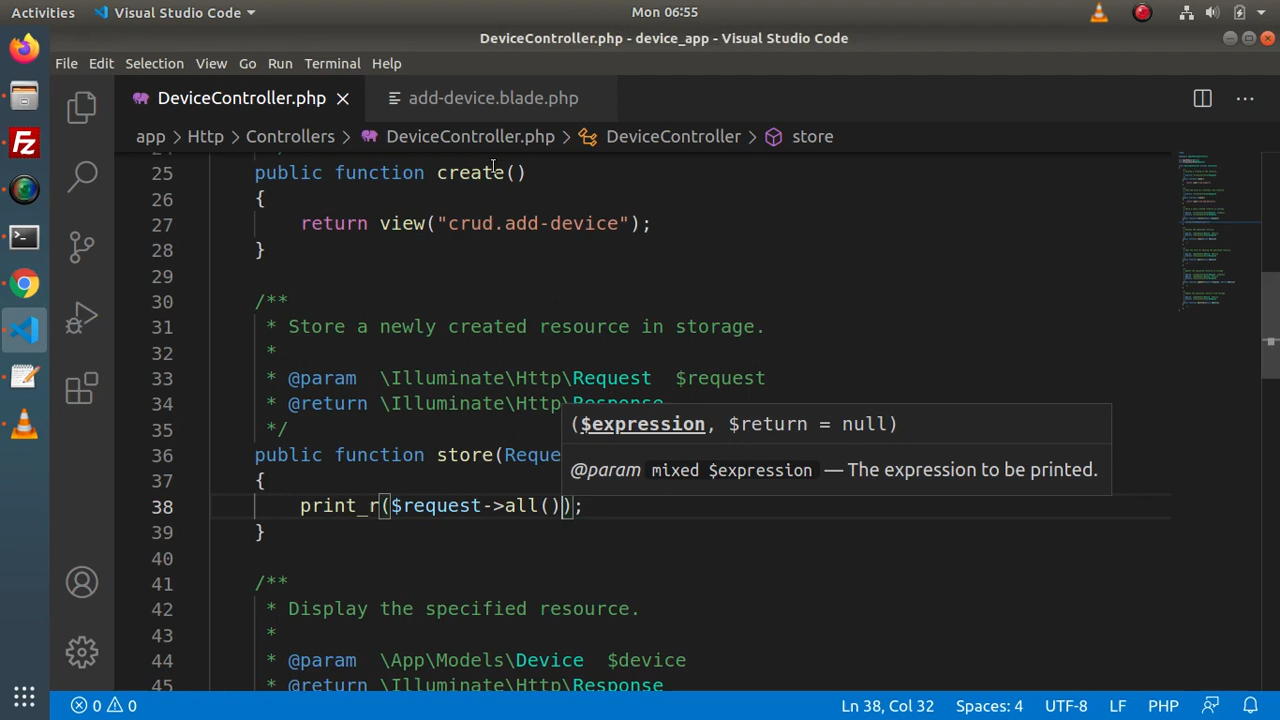 Activities Visual Studio Code Mon 06:55
DeviceController.php - device_app - Visual Studio Code
File Edit Selection View Go Run Terminal Help
DeviceController.php add-device.blade.php
app > Http > Controllers > DeviceController.php > DeviceController > store
25 public function create()
26 {
27 return view("crud.add-device");
28 }
29
30 /**
31 * Store a newly created resource in storage.
32 *
33 * @param \Illuminate\Http\Request $request
34 * @return \Illuminate\Http\Response
35 */
($expression, $return = null)
36 public function store(Reque
@param mixed $expression — The expression to be printed.
37 {
38 print_r($request->all());
39 }
40
41 /**
42 * Display the specified resource.
43 *
44 * @param \App\Models\Device $device
45 * @return \Illuminate\Http\Response
0 0 Ln 38, Col 32 Spaces: 4 UTF-8 LF PHP